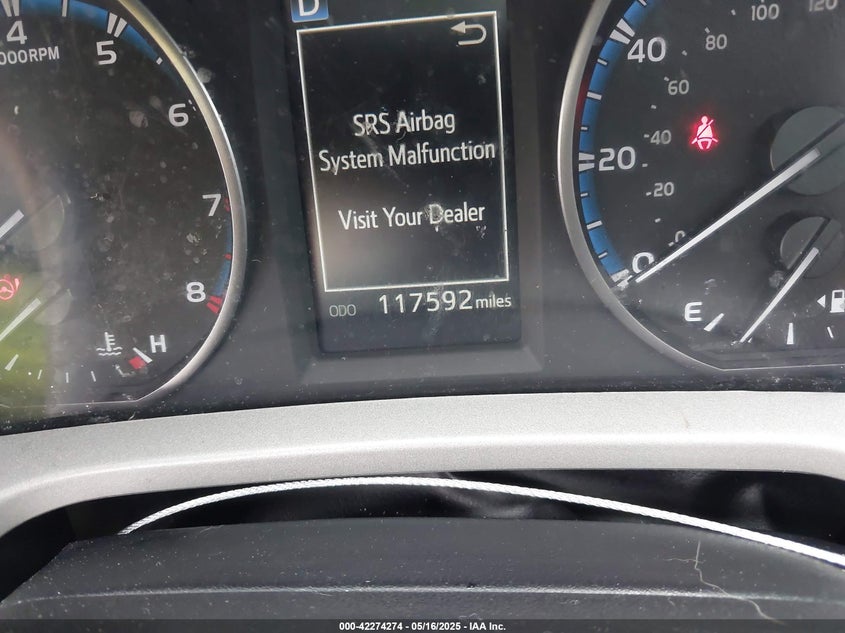 D
4
5
6
7
8
000RPM
H
SRS Airbag
System Malfunction
Visit Your Dealer
ODO 117592 miles
40
20
0
100
120
80
60
40
20
0
E
000-42274274 / 05/16/2025 - IAA Inc.